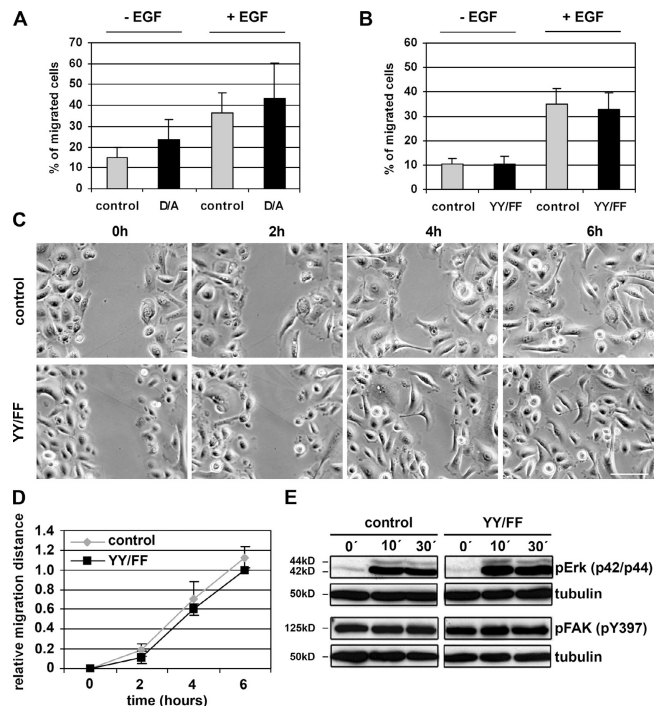 A
- EGF + EGF
% of migrated cells
70
60
50
40
30
20
10
0
control D/A control D/A
B
- EGF + EGF
% of migrated cells
60
50
40
30
20
10
0
control YY/FF control YY/FF
C
0h 2h 4h 6h
control
YY/FF
D
relative migration distance
1.4
1.2
1.0
0.8
0.6
0.4
0.2
0
control
YY/FF
0 2 4 6
time (hours)
E
control YY/FF
0´ 10´ 30´ 0´ 10´ 30´
44kD
42kD
pErk (p42/p44)
50kD
tubulin
125kD
pFAK (pY397)
50kD
tubulin